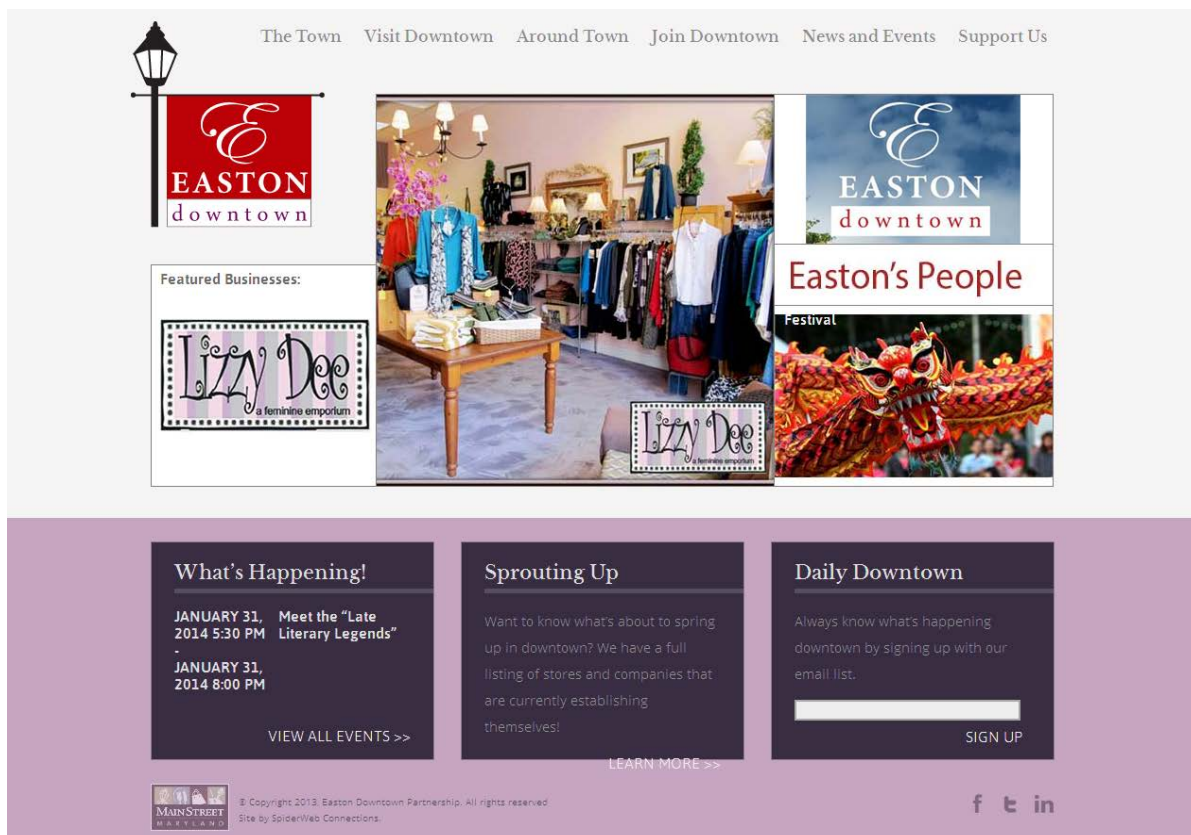 The Town Visit Downtown Around Town Join Downtown News and Events Support Us
E
EASTON
downtown
Featured Businesses:
Lizzy Dee
a feminine emporium
Lizzy Dee
a feminine emporium
E
EASTON
downtown
Easton's People
Festival
What's Happening!
JANUARY 31, Meet the “Late
2014 5:30 PM Literary Legends”
-
JANUARY 31,
2014 8:00 PM
VIEW ALL EVENTS >>
Sprouting Up
Want to know what's about to spring
up in downtown? We have a full
listing of stores and companies that
are currently establishing
themselves!
LEARN MORE >>
Daily Downtown
Always know what's happening
downtown by signing up with our
email list.
SIGN UP
MAIN STREET
MARYLAND
© Copyright 2013, Easton Downtown Partnership. All rights reserved
Site by SpiderWeb Connections.
f t in